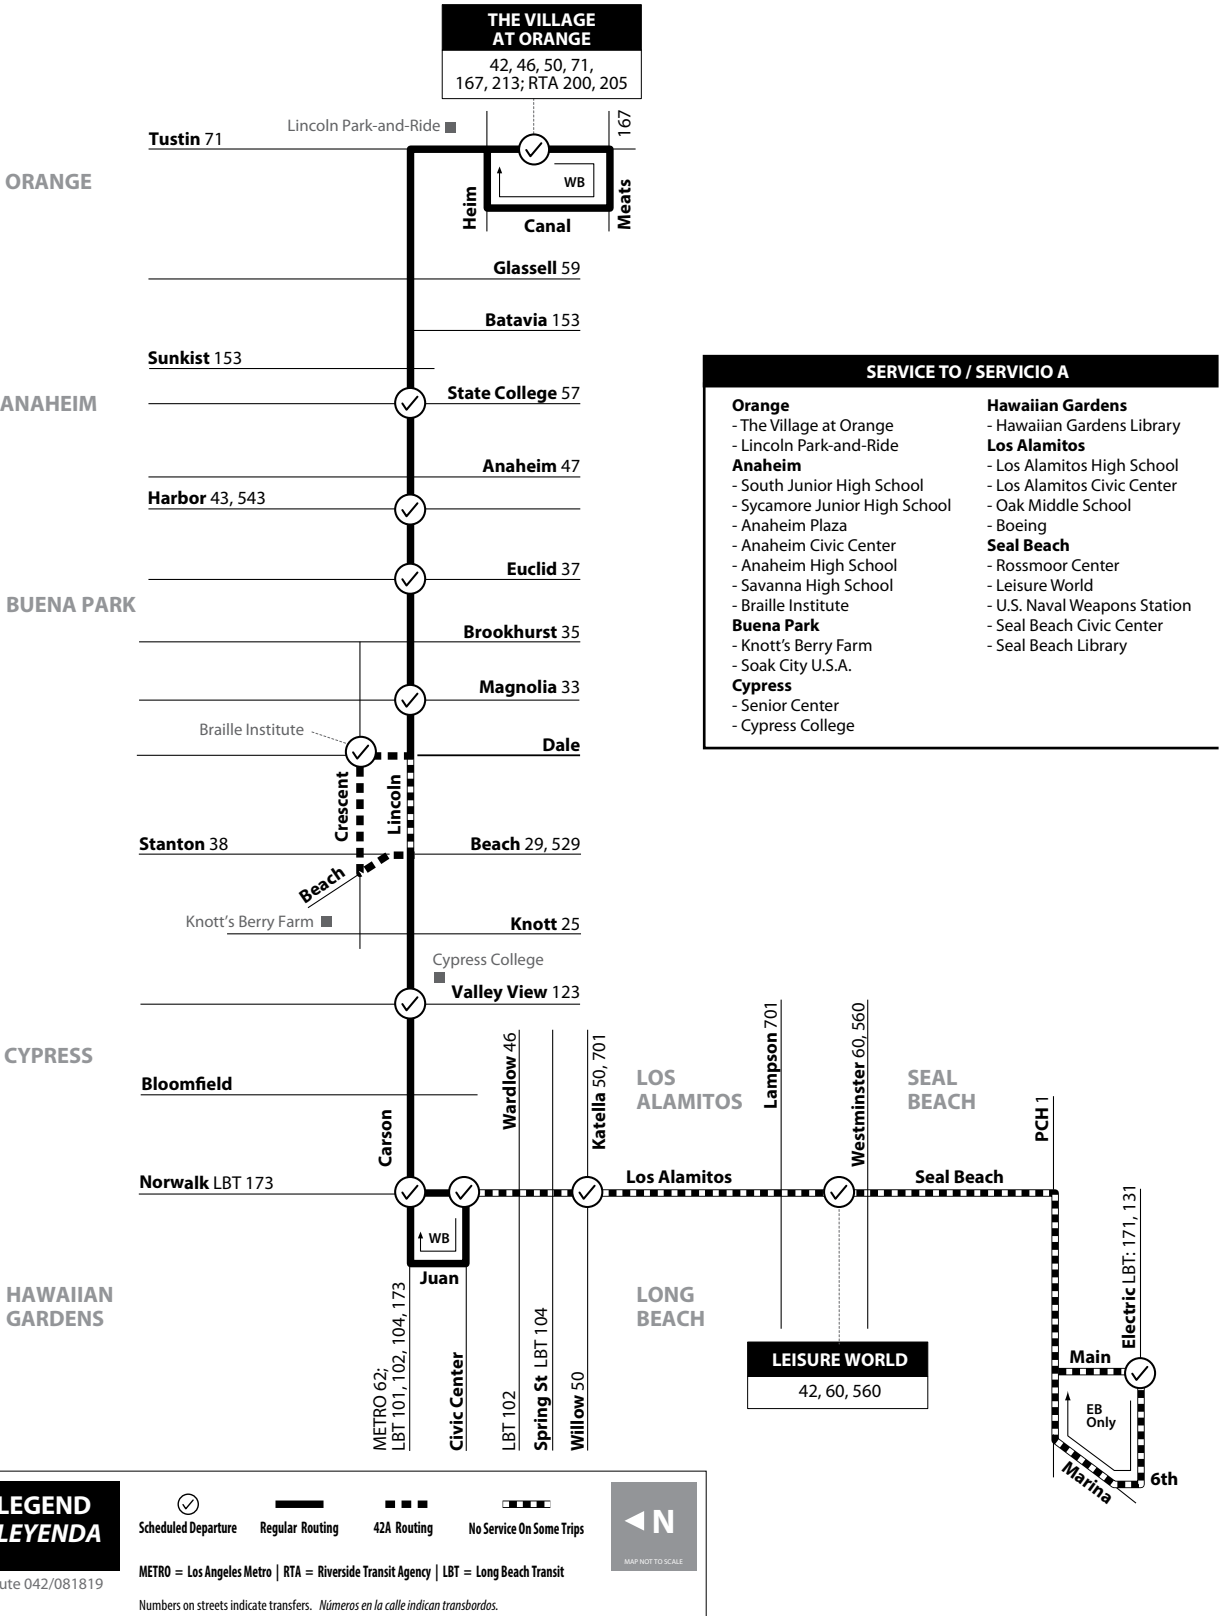 THE VILLAGE
AT ORANGE
42, 46, 50, 71,
167, 213; RTA 200, 205
Lincoln Park-and-Ride
167
Tustin 71
ORANGE
WB
Heim
Meats
Canal
Glassell 59
Batavia 153
Sunkist 153
ANAHEIM
State College 57
Anaheim 47
Harbor 43, 543
Euclid 37
BUENA PARK
Brookhurst 35
Magnolia 33
Braille Institute
Dale
Crescent
Lincoln
Stanton 38
Beach 29, 529
Beach
Knott's Berry Farm
Knott 25
Cypress College
Valley View 123
CYPRESS
Bloomfield
Carson
Wardlow 46
Katella 50, 701
LOS
ALAMITOS
Lampson 701
Westminster 60, 560
SEAL
BEACH
PCH 1
Norwalk LBT 173
Los Alamitos
Seal Beach
WB
Juan
HAWAIIAN
GARDENS
METRO 62;
LBT 101, 102, 104, 173
Civic Center
LBT 102
Spring St LBT 104
Willow 50
LONG
BEACH
LEISURE WORLD
42, 60, 560
Electric LBT: 171, 131
Main
EB
Only
Marina
6th
SERVICE TO / SERVICIO A
Orange
- The Village at Orange
- Lincoln Park-and-Ride
Anaheim
- South Junior High School
- Sycamore Junior High School
- Anaheim Plaza
- Anaheim Civic Center
- Anaheim High School
- Savanna High School
- Braille Institute
Buena Park
- Knott's Berry Farm
- Soak City U.S.A.
Cypress
- Senior Center
- Cypress College
Hawaiian Gardens
- Hawaiian Gardens Library
Los Alamitos
- Los Alamitos High School
- Los Alamitos Civic Center
- Oak Middle School
- Boeing
Seal Beach
- Rossmoor Center
- Leisure World
- U.S. Naval Weapons Station
- Seal Beach Civic Center
- Seal Beach Library
LEGEND
LEYENDA
Scheduled Departure
Regular Routing
42A Routing
No Service On Some Trips
N
MAP NOT TO SCALE
METRO = Los Angeles Metro | RTA = Riverside Transit Agency | LBT = Long Beach Transit
ute 042/081819
Numbers on streets indicate transfers. Números en la calle indican transbordos.